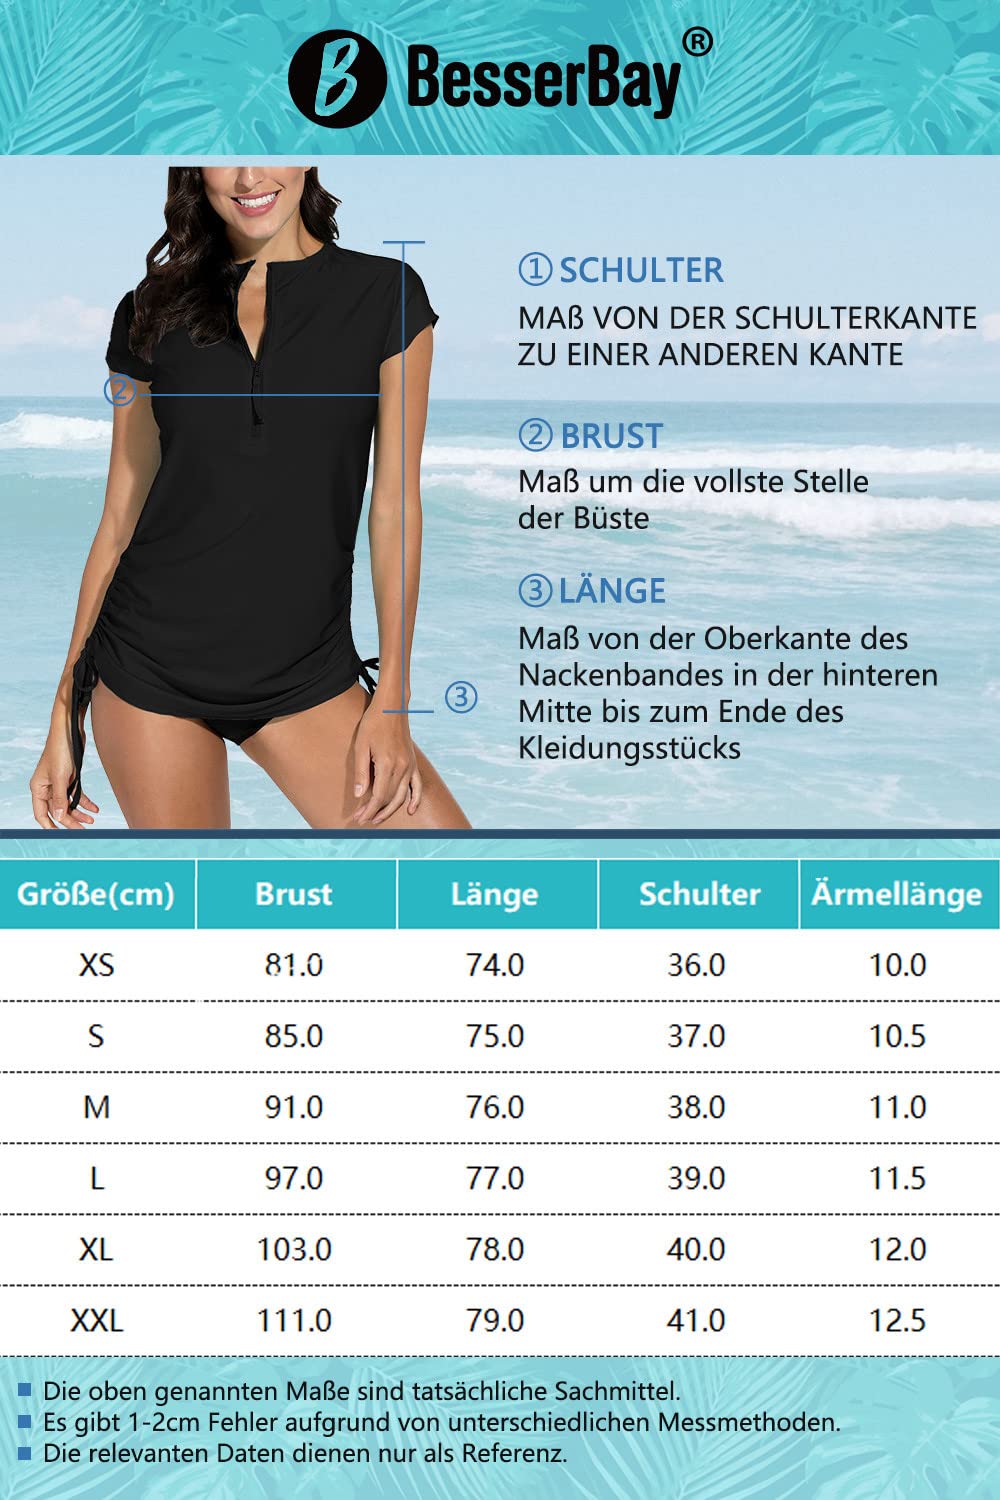 B BesserBay®
① SCHULTER
MAß VON DER SCHULTERKANTE
ZU EINER ANDEREN KANTE
② BRUST
Maß um die vollste Stelle
der Büste
③ LÄNGE
Maß von der Oberkante des
Nackenbandes in der hinteren
Mitte bis zum Ende des
Kleidungsstücks
②
③
Größe(cm) Brust Länge Schulter Ärmellänge
XS 81.0 74.0 36.0 10.0
S 85.0 75.0 37.0 10.5
M 91.0 76.0 38.0 11.0
L 97.0 77.0 39.0 11.5
XL 103.0 78.0 40.0 12.0
XXL 111.0 79.0 41.0 12.5
Die oben genannten Maße sind tatsächliche Sachmittel.
Es gibt 1-2cm Fehler aufgrund von unterschiedlichen Messmethoden.
Die relevanten Daten dienen nur als Referenz.